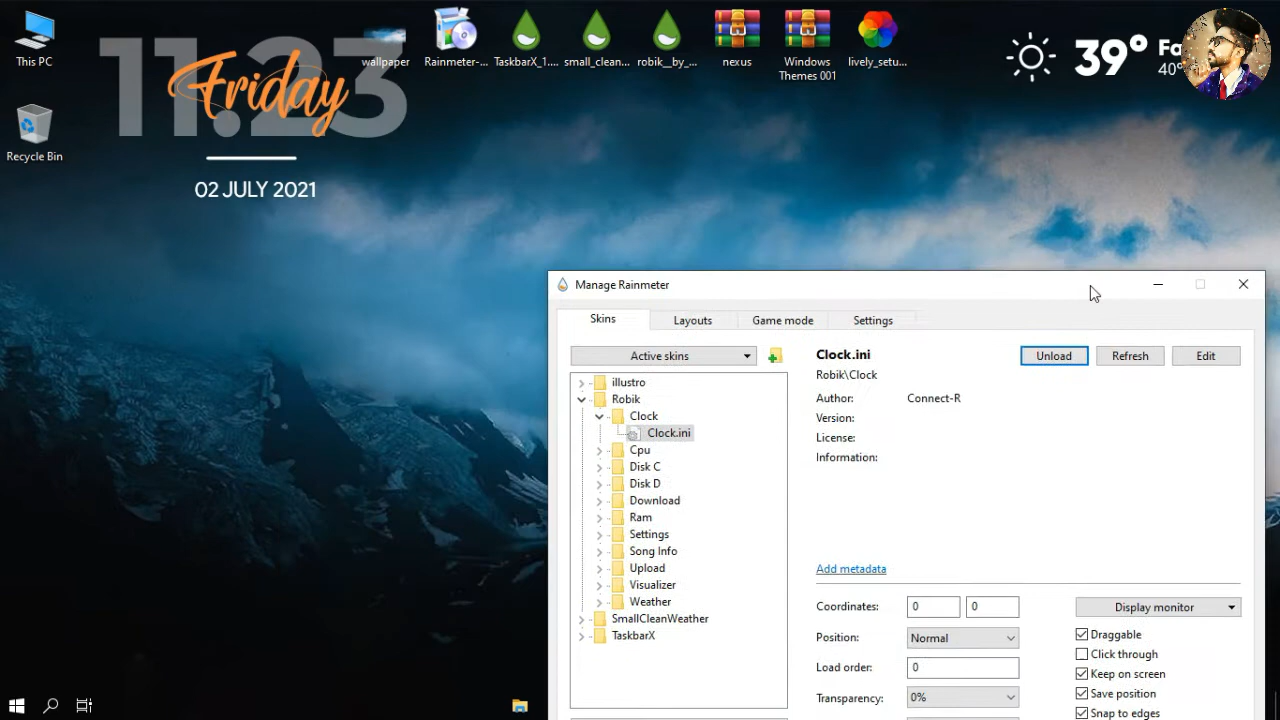 This PC
Recycle Bin
11.23
Friday
02 JULY 2021
wallpaper
Rainmeter-...
TaskbarX_1....
small_clean...
robik__by_...
nexus
Windows
Themes 001
lively_setu...
39°
40°
Manage Rainmeter
Skins
Layouts
Game mode
Settings
Active skins
illustro
Robik
Clock
Clock.ini
Cpu
Disk C
Disk D
Download
Ram
Settings
Song Info
Upload
Visualizer
Weather
SmallCleanWeather
TaskbarX
Clock.ini
Unload
Refresh
Edit
Robik\Clock
Author: Connect-R
Version:
License:
Information:
Add metadata
Coordinates: 0 0
Display monitor
Position: Normal
Load order: 0
Transparency: 0%
Draggable
Click through
Keep on screen
Save position
Snap to edges